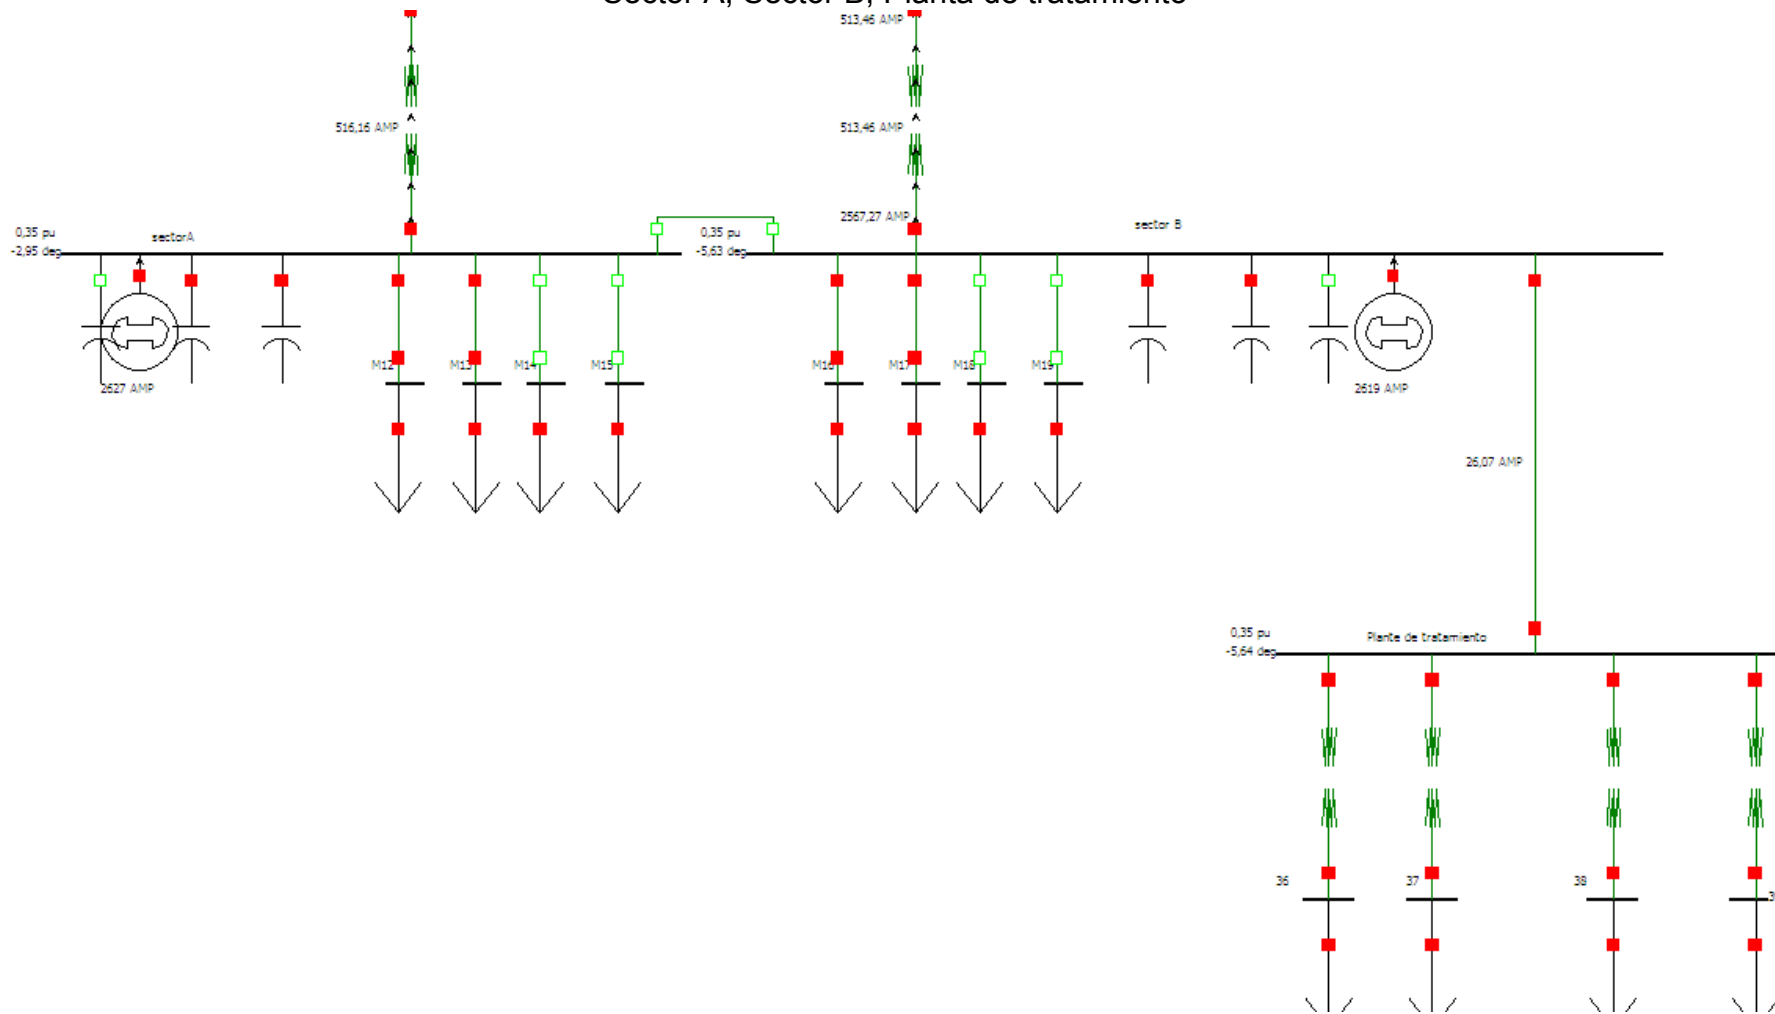 Sector A, Sector B, Planta de tratamiento
513,46 AMP
516,16 AMP
513,46 AMP
2567,27 AMP
sector B
0,35 pu
-2,95 deg
sectorA
0,35 pu
-5,63 deg
M12
M13
M14
M15
M16
M17
M18
M19
2627 AMP
2619 AMP
26,07 AMP
0,35 pu
-5,64 deg
Plante de tratamiento
36
37
38